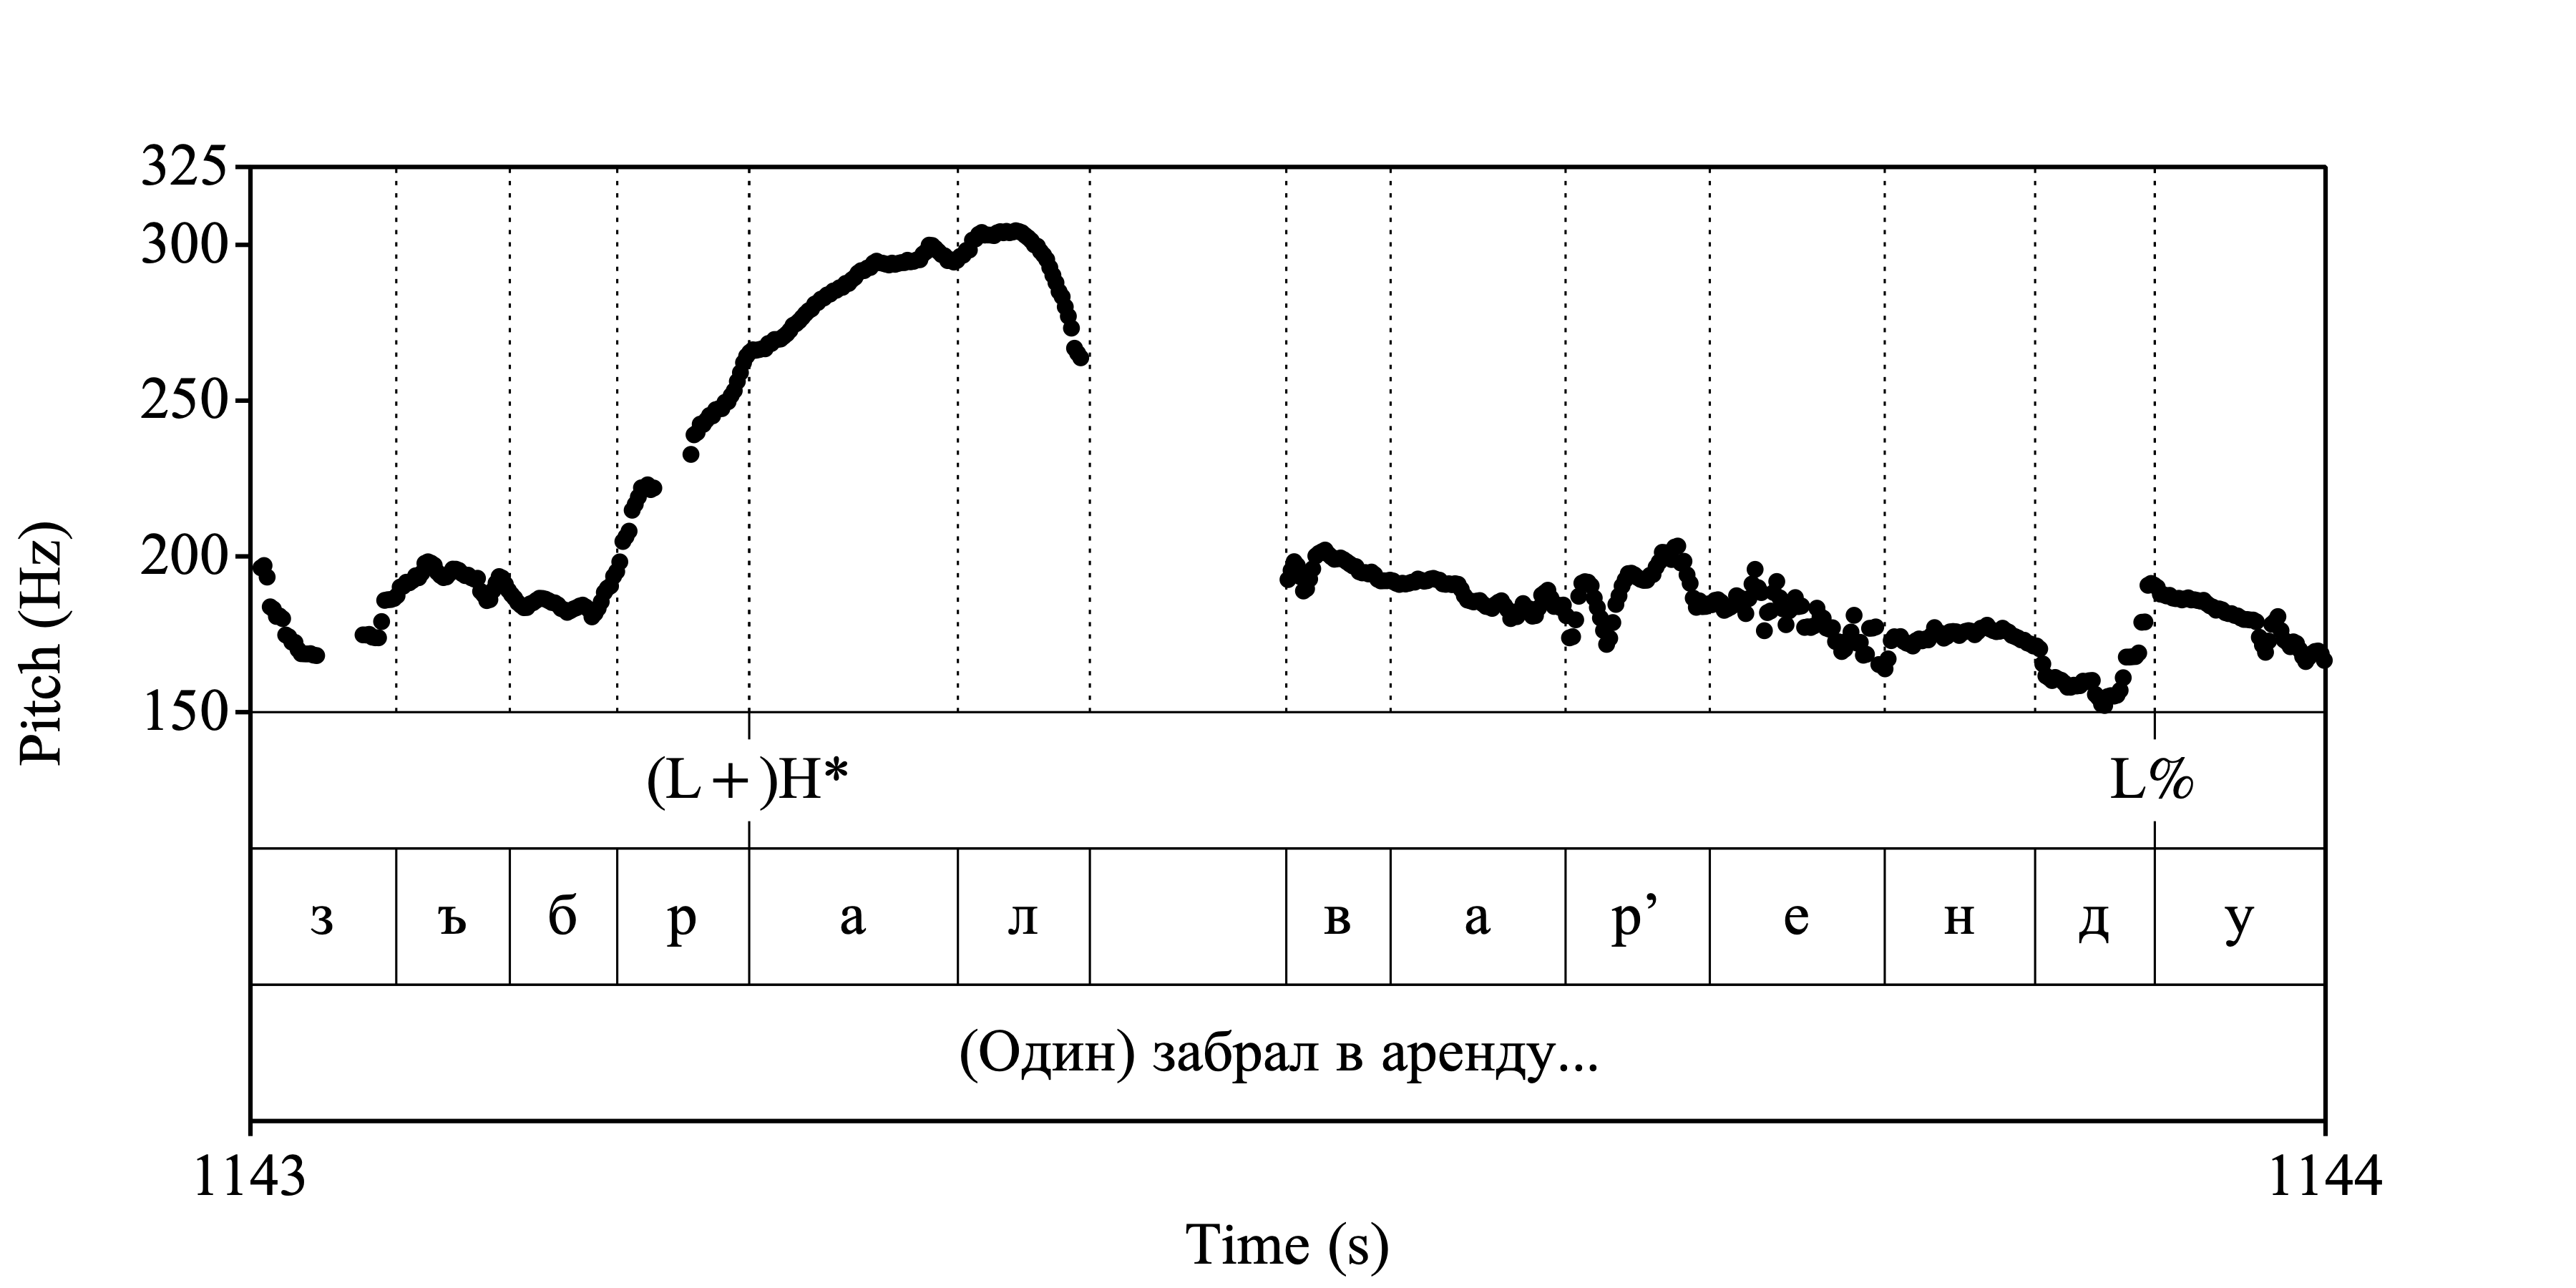 325
300
250
200
150
Pitch (Hz)
(L+)H* L%
з ъ б р а л в а р’ е н д у
(Один) забрал в аренду...
1143 1144
Time (s)